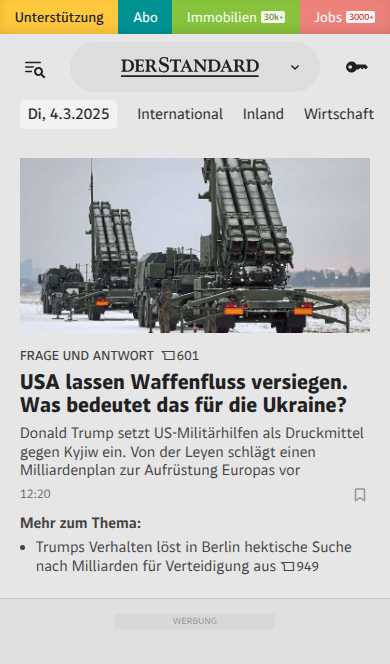 Unterstützung Abo Immobilien 30k+ Jobs 3000+
DERSTANDARD
Di, 4.3.2025 International Inland Wirtschaft
FRAGE UND ANTWORT 601
USA lassen Waffenfluss versiegen.
Was bedeutet das für die Ukraine?
Donald Trump setzt US-Militärhilfen als Druckmittel
gegen Kyjiw ein. Von der Leyen schlägt einen
Milliardenplan zur Aufrüstung Europas vor
12:20
Mehr zum Thema:
• Trumps Verhalten löst in Berlin hektische Suche
nach Milliarden für Verteidigung aus 949
WERBUNG